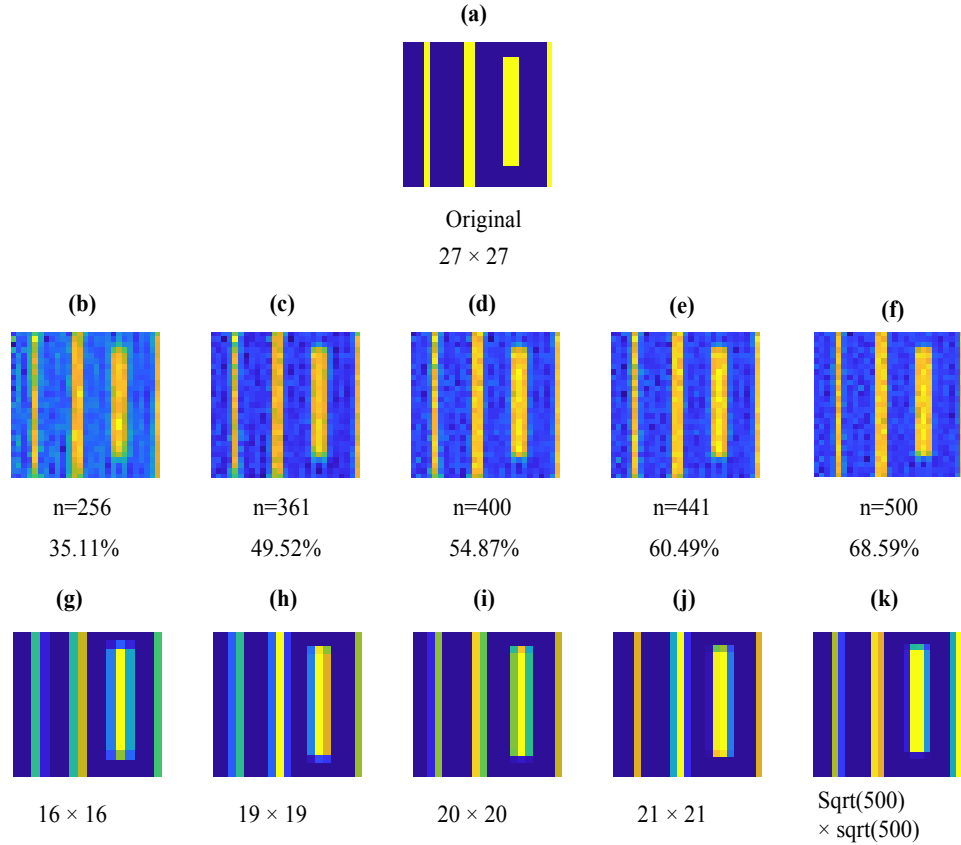 (a)
Original
27 × 27
(b) (c) (d) (e) (f)
n=256 n=361 n=400 n=441 n=500
35.11% 49.52% 54.87% 60.49% 68.59%
(g) (h) (i) (j) (k)
16 × 16 19 × 19 20 × 20 21 × 21 Sqrt(500)
× sqrt(500)